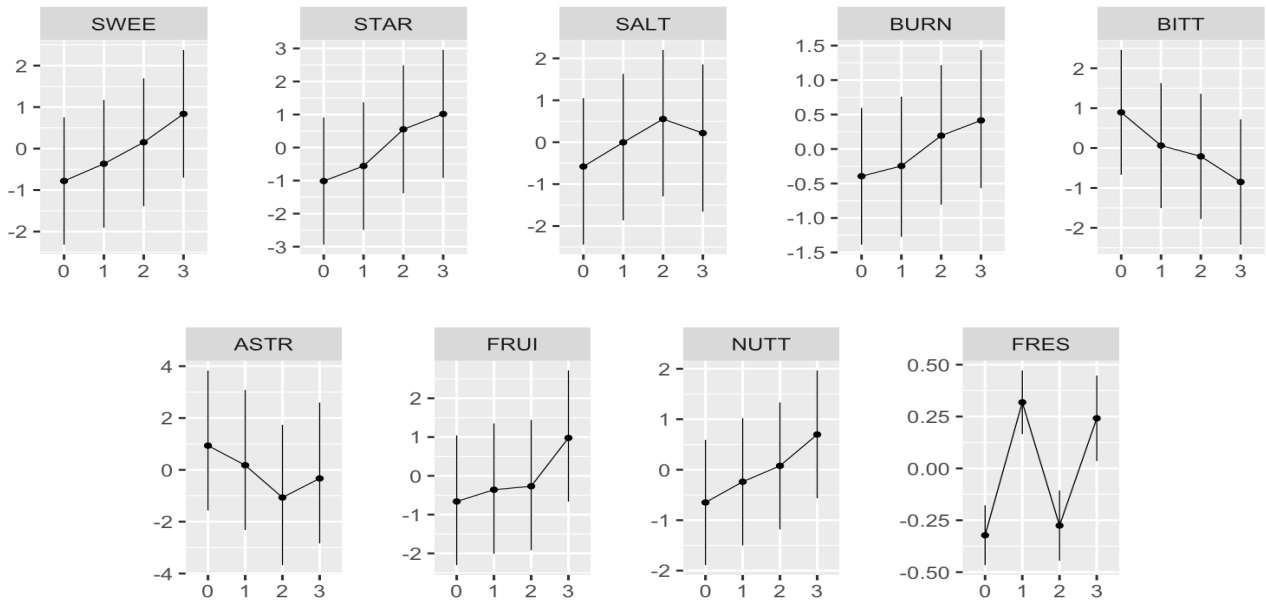 SWEE STAR SALT BURN BITT
2 3 2 1.5 2
1 2 1 1.0 1
0 1 0 0.5 0
-1 0 -1 0.0 -1
-2 -1 -2 -0.5 -2
-2 -1.0
-3 -1.5
0 1 2 3 0 1 2 3 0 1 2 3 0 1 2 3 0 1 2 3
ASTR FRUI NUTT FRES
4 2 2 0.50
2 1 1 0.25
0 0 0 0.00
-2 -1 -1 -0.25
-4 -2 -2 -0.50
0 1 2 3 0 1 2 3 0 1 2 3 0 1 2 3